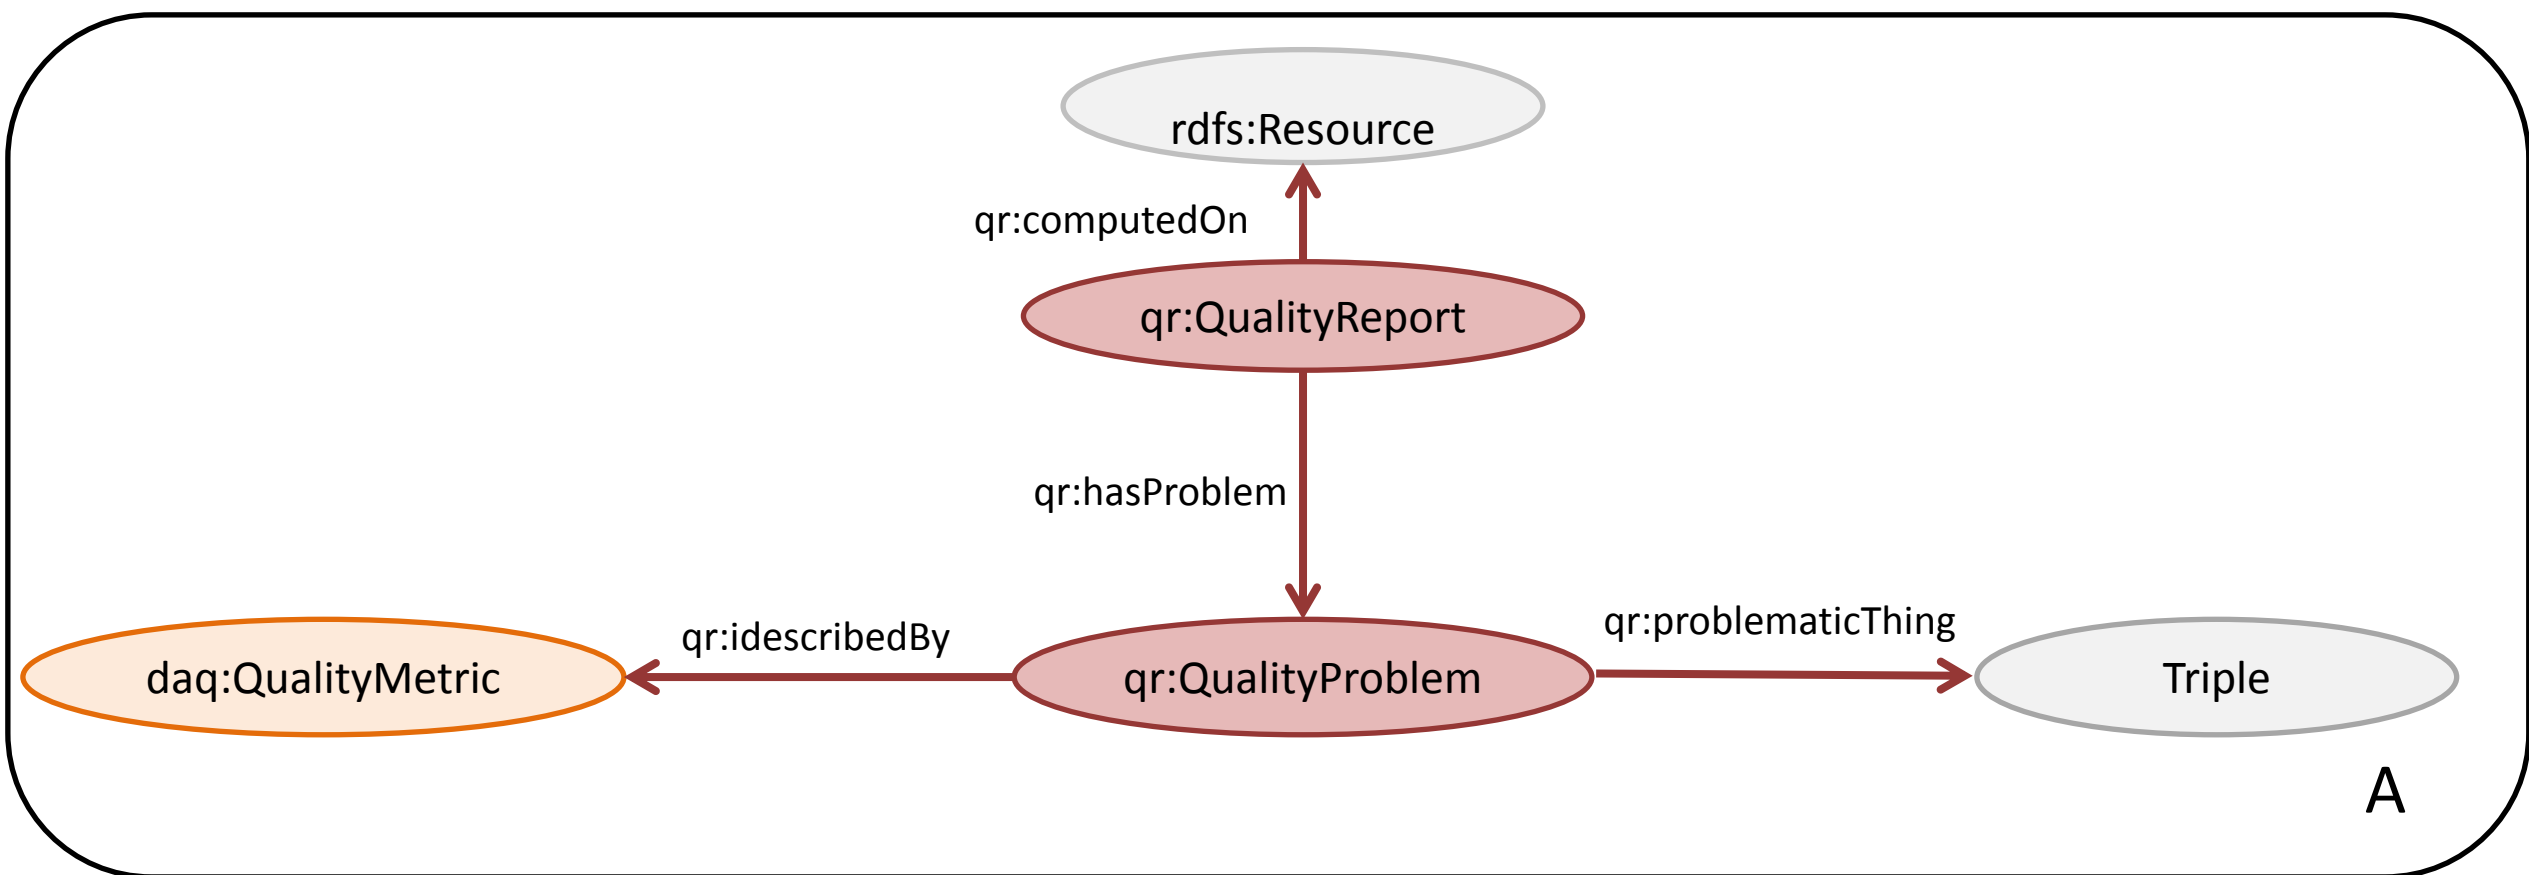 rdfs:Resource
qr:computedOn
qr:QualityReport
qr:hasProblem
qr:idescribedBy
qr:problematicThing
daq:QualityMetric
qr:QualityProblem
Triple
A